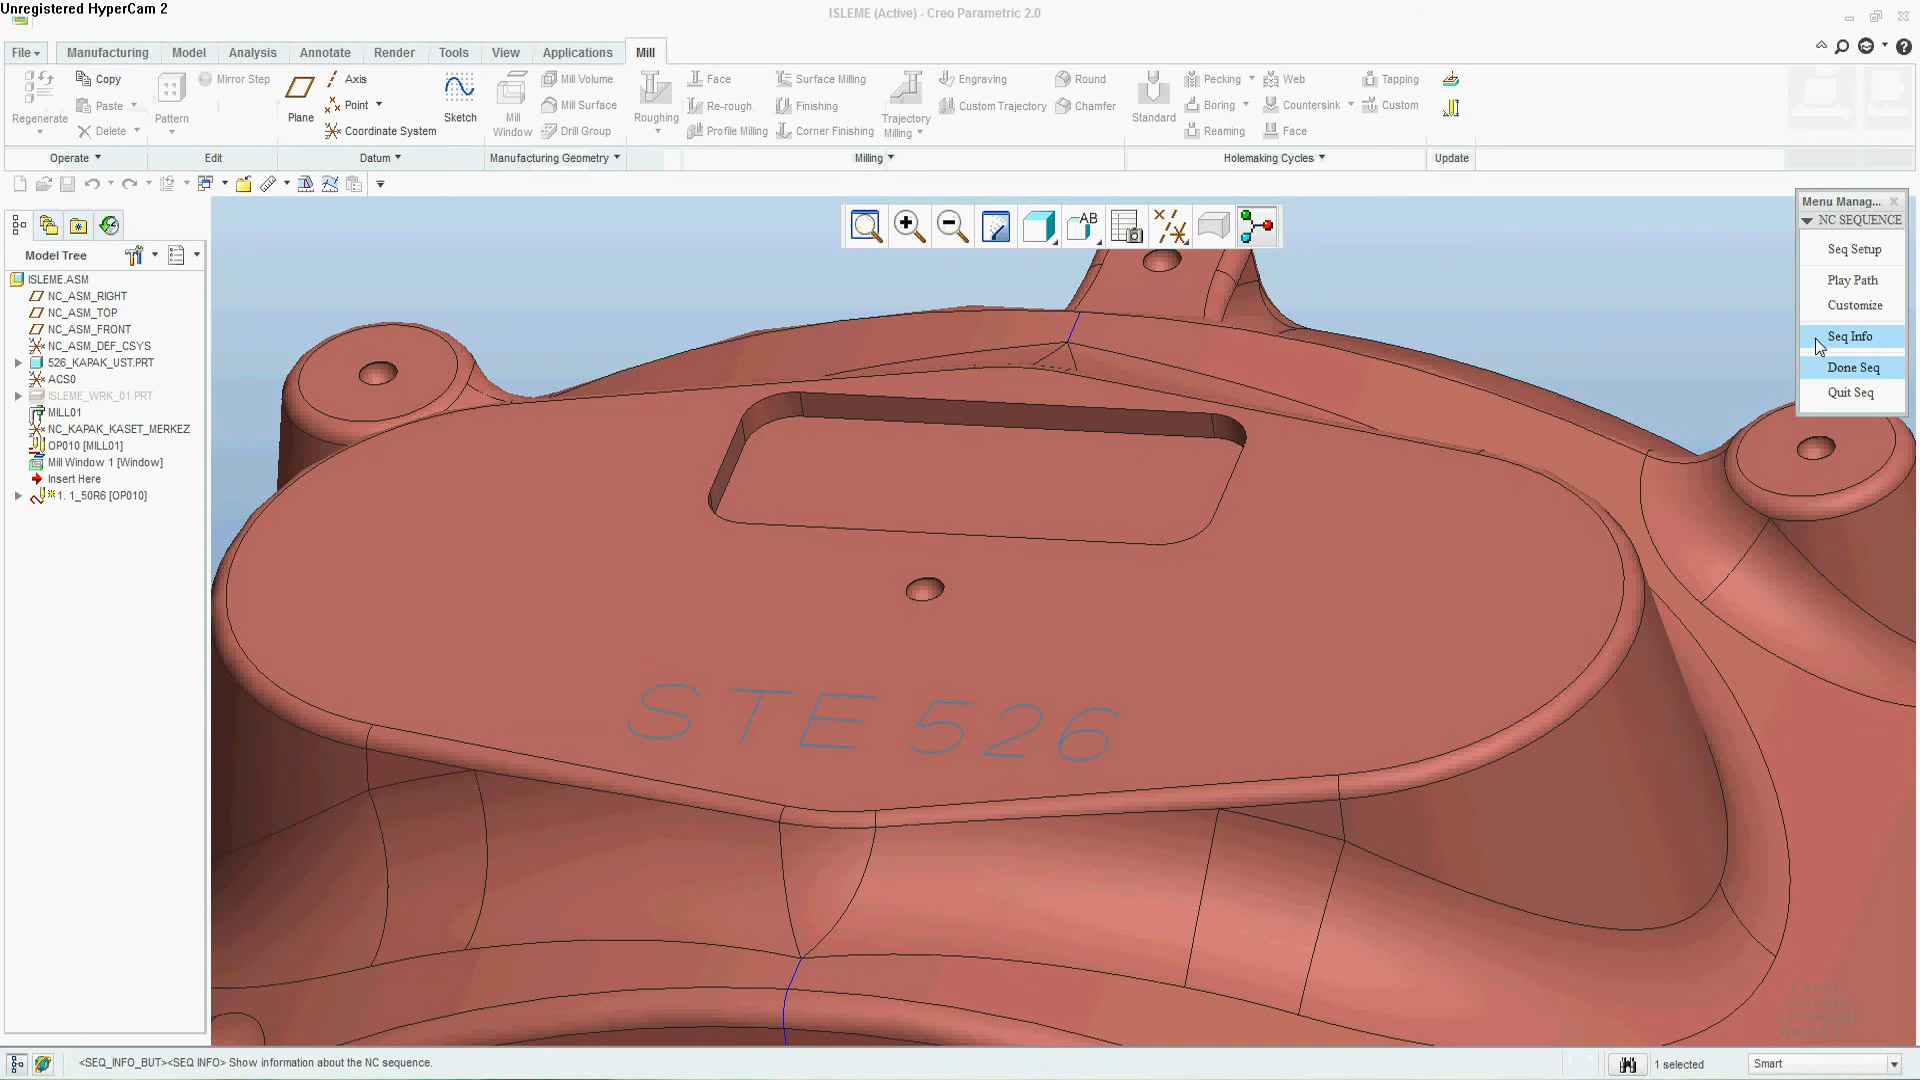 Unregistered HyperCam 2
ISLEME (Active) - Creo Parametric 2.0
File
Manufacturing
Model
Analysis
Annotate
Render
Tools
View
Applications
Mill
Regenerate
Copy
Paste
Delete
Pattern
Mirror Step
Plane
Axis
Point
Coordinate System
Sketch
Mill Window
Mill Volume
Mill Surface
Drill Group
Roughing
Face
Re-rough
Profile Milling
Surface Milling
Finishing
Corner Finishing
Trajectory Milling
Engraving
Custom Trajectory
Round
Chamfer
Standard
Pecking
Boring
Reaming
Web
Countersink
Face
Tapping
Custom
Operate
Edit
Datum
Manufacturing Geometry
Milling
Holemaking Cycles
Update
Model Tree
ISLEME.ASM
NC_ASM_RIGHT
NC_ASM_TOP
NC_ASM_FRONT
NC_ASM_DEF_CSYS
526_KAPAK_UST.PRT
ACS0
ISLEME_WRK_01.PRT
MILL01
NC_KAPAK_KASET_MERKEZ
OP010 [MILL01]
Mill Window 1 [Window]
Insert Here
1. 1_50R6 [OP010]
AB
Menu Manag...
NC SEQUENCE
Seq Setup
Play Path
Customize
Seq Info
Done Seq
Quit Seq
STE 526
<SEQ_INFO_BUT><SEQ INFO> Show information about the NC sequence.
1 selected
Smart